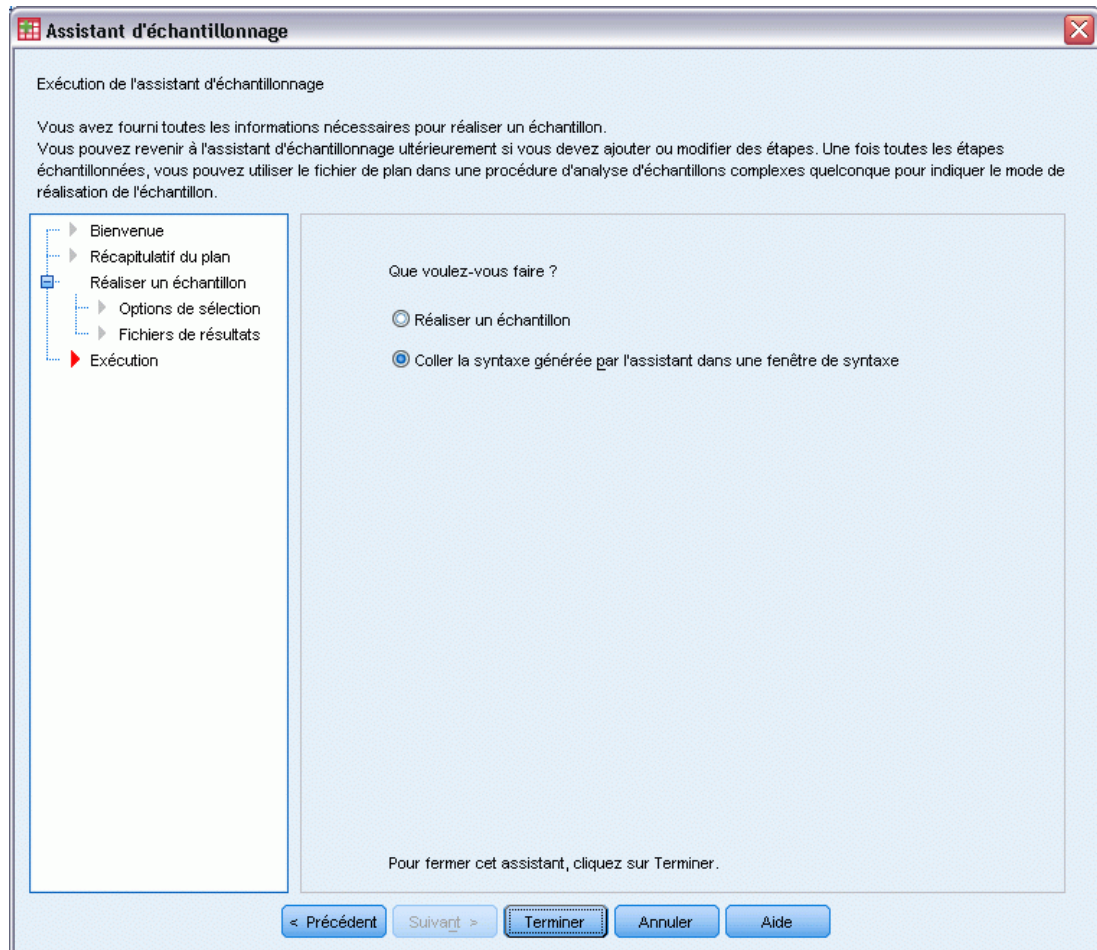 Assistant d'échantillonnage
Exécution de l'assistant d'échantillonnage
Vous avez fourni toutes les informations nécessaires pour réaliser un échantillon.
Vous pouvez revenir à l'assistant d'échantillonnage ultérieurement si vous devez ajouter ou modifier des étapes. Une fois toutes les étapes
échantillonnées, vous pouvez utiliser le fichier de plan dans une procédure d'analyse d'échantillons complexes quelconque pour indiquer le mode de
réalisation de l'échantillon.
Bienvenue
Récapitulatif du plan
Réaliser un échantillon
Options de sélection
Fichiers de résultats
Exécution
Que voulez-vous faire ?
Réaliser un échantillon
Coller la syntaxe générée par l'assistant dans une fenêtre de syntaxe
Pour fermer cet assistant, cliquez sur Terminer.
< Précédent Suivant > Terminer Annuler Aide